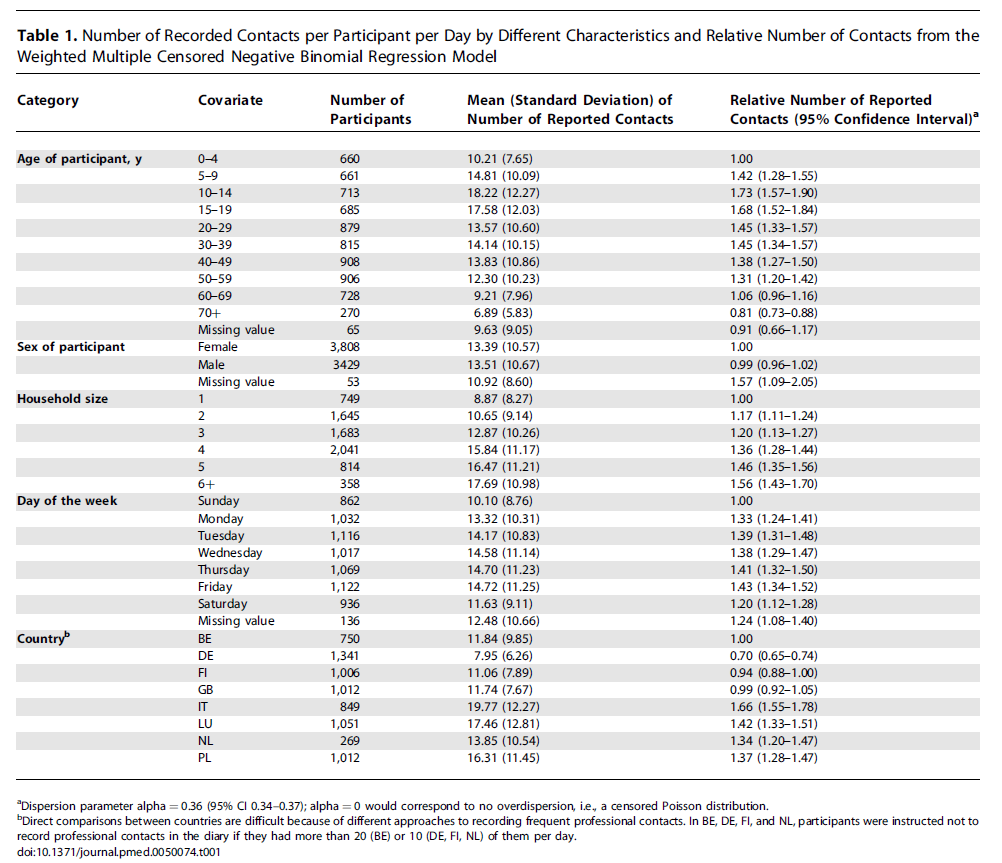 Table 1. Number of Recorded Contacts per Participant per Day by Different Characteristics and Relative Number of Contacts from the
Weighted Multiple Censored Negative Binomial Regression Model
Category Covariate Number of Participants Mean (Standard Deviation) of Number of Reported Contacts Relative Number of Reported Contacts (95% Confidence Interval)a
Age of participant, y 0–4 660 10.21 (7.65) 1.00
5–9 661 14.81 (10.09) 1.42 (1.28–1.55)
10–14 713 18.22 (12.27) 1.73 (1.57–1.90)
15–19 685 17.58 (12.03) 1.68 (1.52–1.84)
20–29 879 13.57 (10.60) 1.45 (1.33–1.57)
30–39 815 14.14 (10.15) 1.45 (1.34–1.57)
40–49 908 13.83 (10.86) 1.38 (1.27–1.50)
50–59 906 12.30 (10.23) 1.31 (1.20–1.42)
60–69 728 9.21 (7.96) 1.06 (0.96–1.16)
70+ 270 6.89 (5.83) 0.81 (0.73–0.88)
Missing value 65 9.63 (9.05) 0.91 (0.66–1.17)
Sex of participant Female 3,808 13.39 (10.57) 1.00
Male 3429 13.51 (10.67) 0.99 (0.96–1.02)
Missing value 53 10.92 (8.60) 1.57 (1.09–2.05)
Household size 1 749 8.87 (8.27) 1.00
2 1,645 10.65 (9.14) 1.17 (1.11–1.24)
3 1,683 12.87 (10.26) 1.20 (1.13–1.27)
4 2,041 15.84 (11.17) 1.36 (1.28–1.44)
5 814 16.47 (11.21) 1.46 (1.35–1.56)
6+ 358 17.69 (10.98) 1.56 (1.43–1.70)
Day of the week Sunday 862 10.10 (8.76) 1.00
Monday 1,032 13.32 (10.31) 1.33 (1.24–1.41)
Tuesday 1,116 14.17 (10.83) 1.39 (1.31–1.48)
Wednesday 1,017 14.58 (11.14) 1.38 (1.29–1.47)
Thursday 1,069 14.70 (11.23) 1.41 (1.32–1.50)
Friday 1,122 14.72 (11.25) 1.43 (1.34–1.52)
Saturday 936 11.63 (9.11) 1.20 (1.12–1.28)
Missing value 136 12.48 (10.66) 1.24 (1.08–1.40)
Countryb BE 750 11.84 (9.85) 1.00
DE 1,341 7.95 (6.26) 0.70 (0.65–0.74)
FI 1,006 11.06 (7.89) 0.94 (0.88–1.00)
GB 1,012 11.74 (7.67) 0.99 (0.92–1.05)
IT 849 19.77 (12.27) 1.66 (1.55–1.78)
LU 1,051 17.46 (12.81) 1.42 (1.33–1.51)
NL 269 13.85 (10.54) 1.34 (1.20–1.47)
PL 1,012 16.31 (11.45) 1.37 (1.28–1.47)
aDispersion parameter alpha = 0.36 (95% CI 0.34–0.37); alpha = 0 would correspond to no overdispersion, i.e., a censored Poisson distribution.
bDirect comparisons between countries are difficult because of different approaches to recording frequent professional contacts. In BE, DE, FI, and NL, participants were instructed not to
record professional contacts in the diary if they had more than 20 (BE) or 10 (DE, FI, NL) of them per day.
doi:10.1371/journal.pmed.0050074.t001